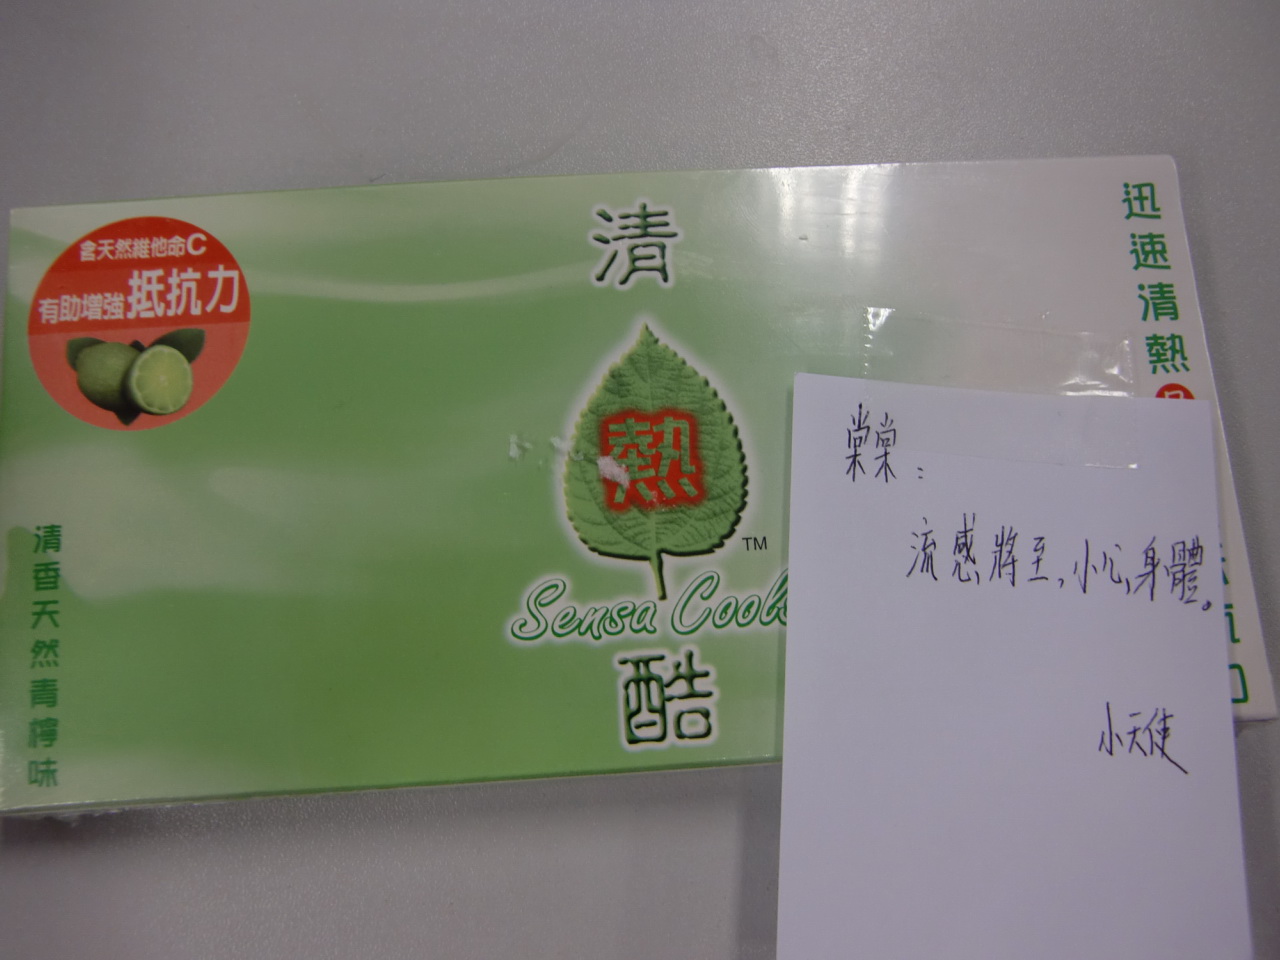 含天然維他命C
有助增強抵抗力
清
熱
TM
Sensa Cools
酷
清香天然青檸味
迅速清熱
棠棠：
流感將至，小心身體。
小天使